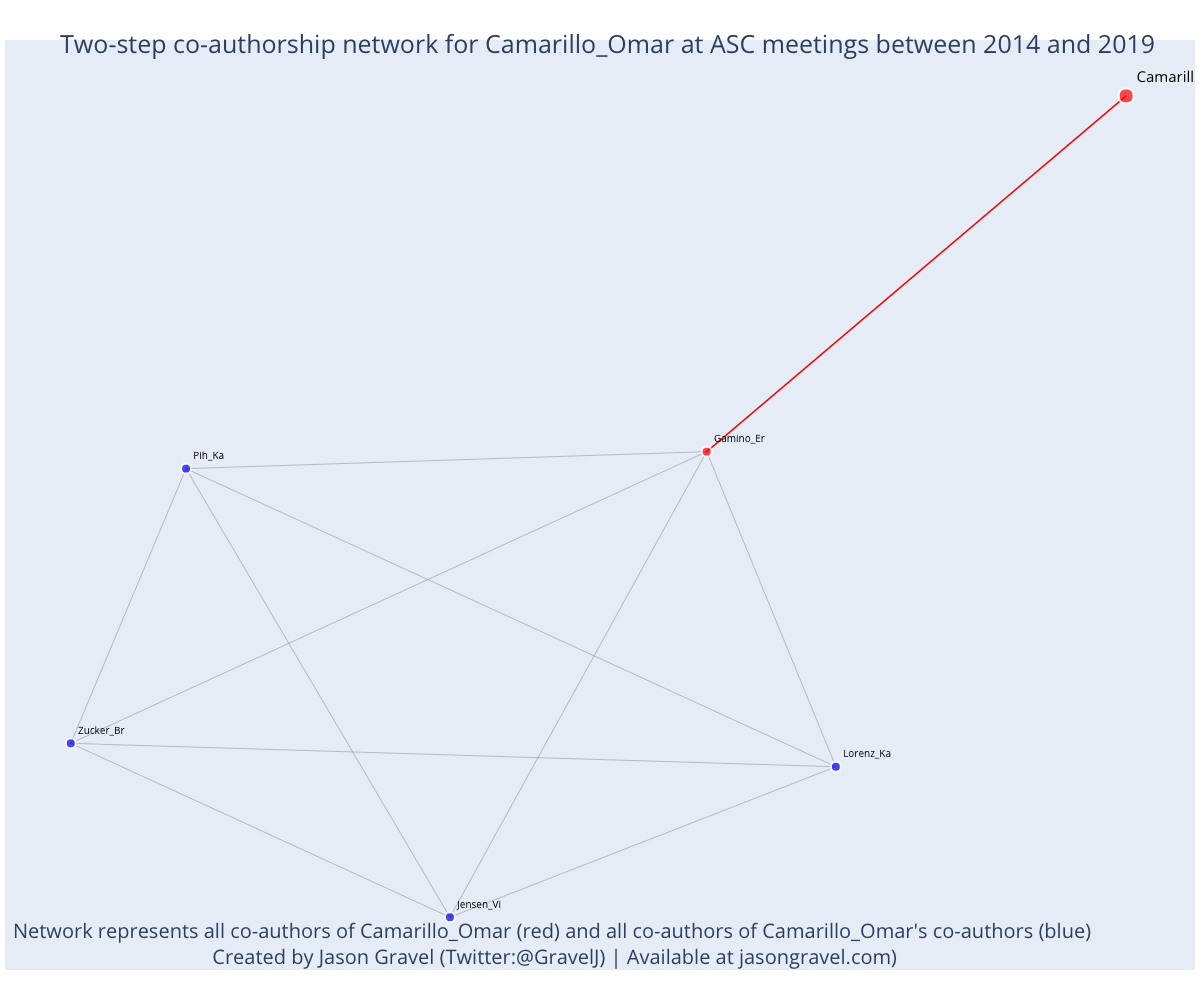 Two-step co-authorship network for Camarillo_Omar at ASC meetings between 2014 and 2019
Camarill
Gamino_Er
Pih_Ka
Zucker_Br
Lorenz_Ka
Jensen_Vi
Network represents all co-authors of Camarillo_Omar (red) and all co-authors of Camarillo_Omar's co-authors (blue)
Created by Jason Gravel (Twitter:@GravelJ) | Available at jasongravel.com)